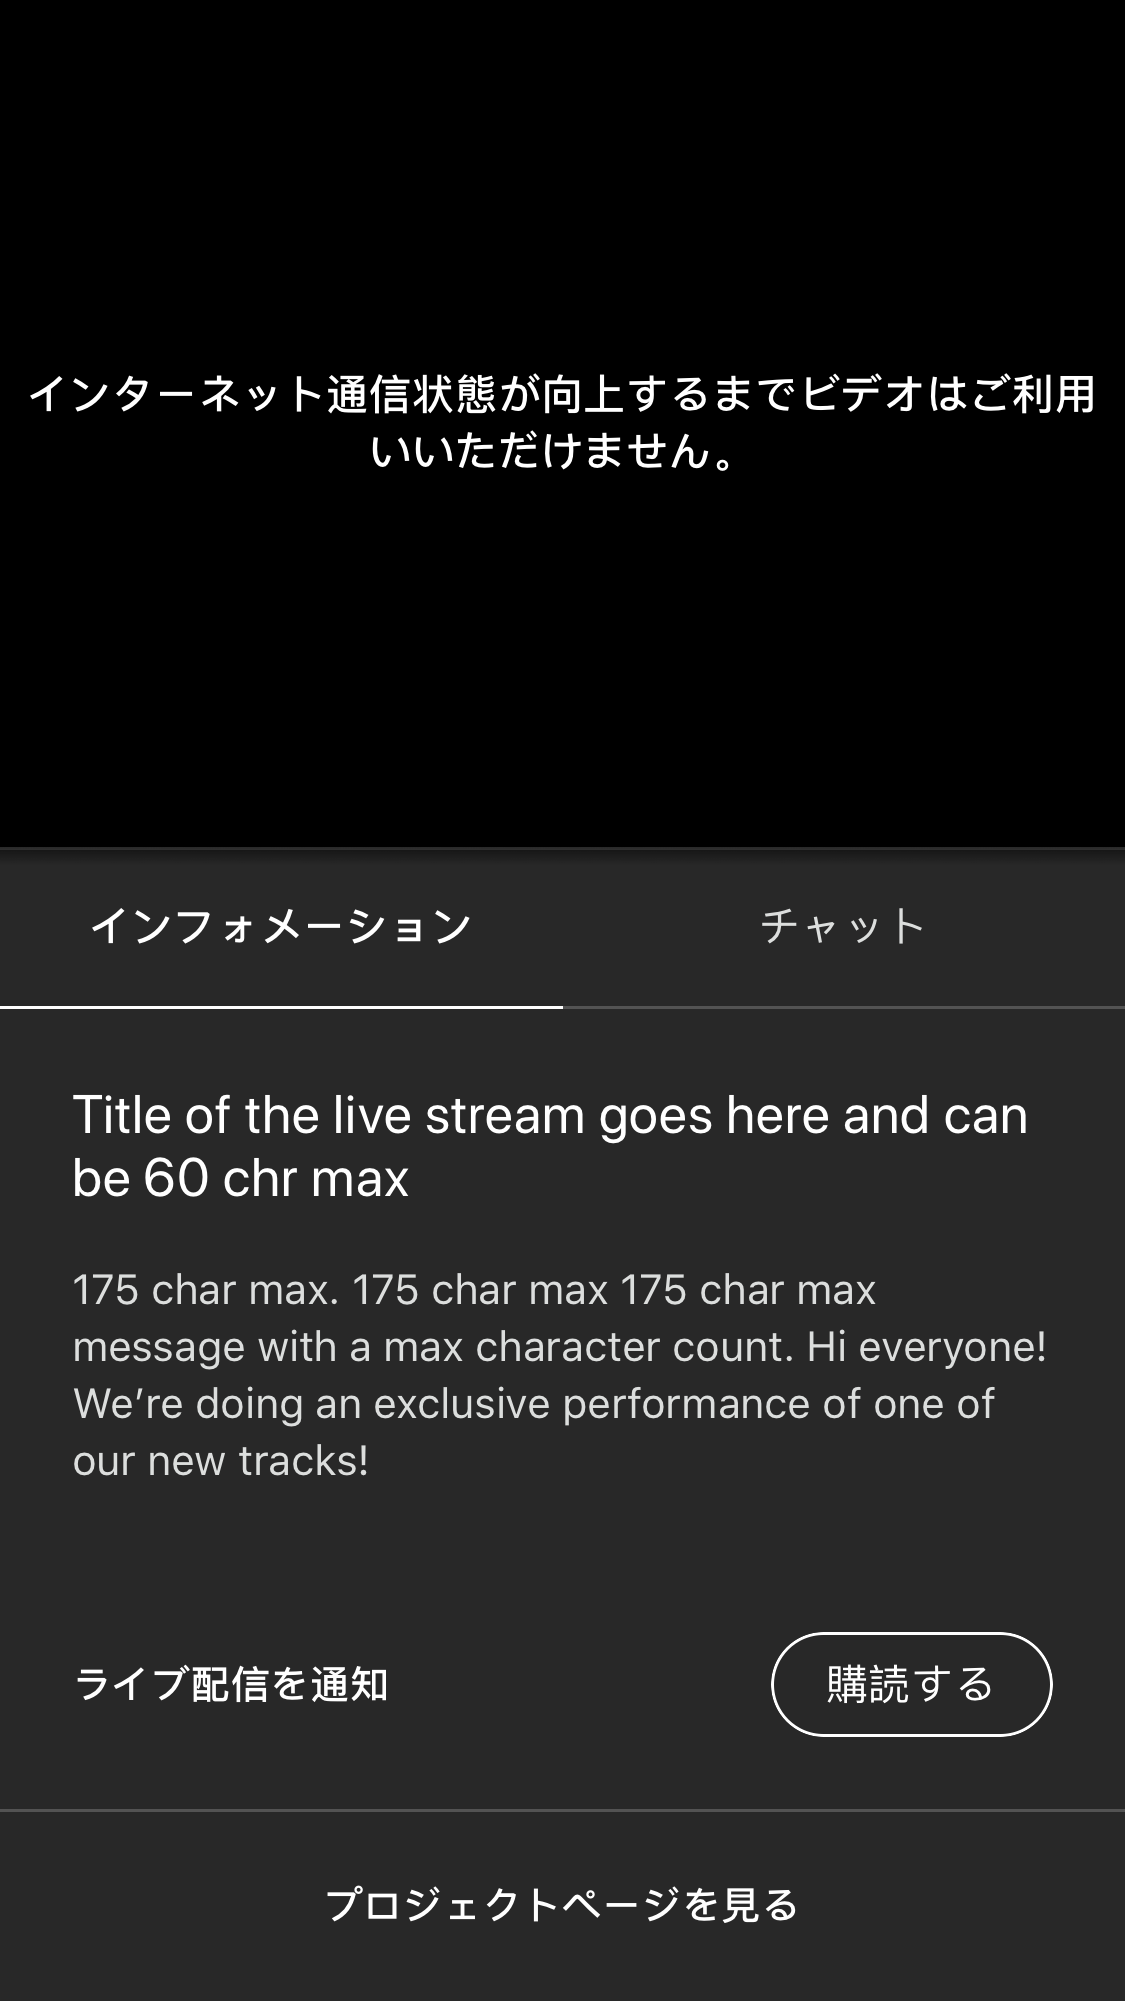 インターネット通信状態が向上するまでビデオはご利用
いいただけません。
インフォメーション
チャット
Title of the live stream goes here and can
be 60 chr max
175 char max. 175 char max 175 char max
message with a max character count. Hi everyone!
We’re doing an exclusive performance of one of
our new tracks!
ライブ配信を通知
購読する
プロジェクトページを見る